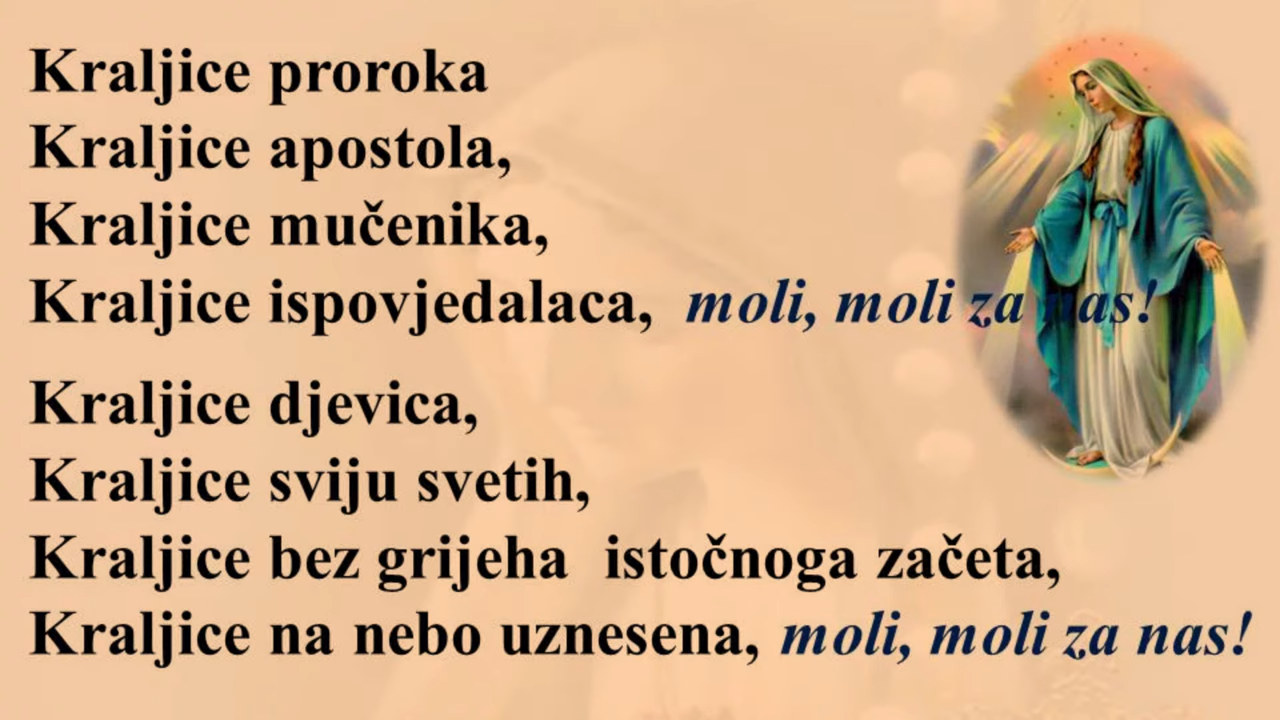 Kraljice proroka
Kraljice apostola,
Kraljice mučenika,
Kraljice ispovjedalaca, moli, moli za nas!
Kraljice djevica,
Kraljice sviju svetih,
Kraljice bez grijeha istočnoga začeta,
Kraljice na nebo uznesena, moli, moli za nas!